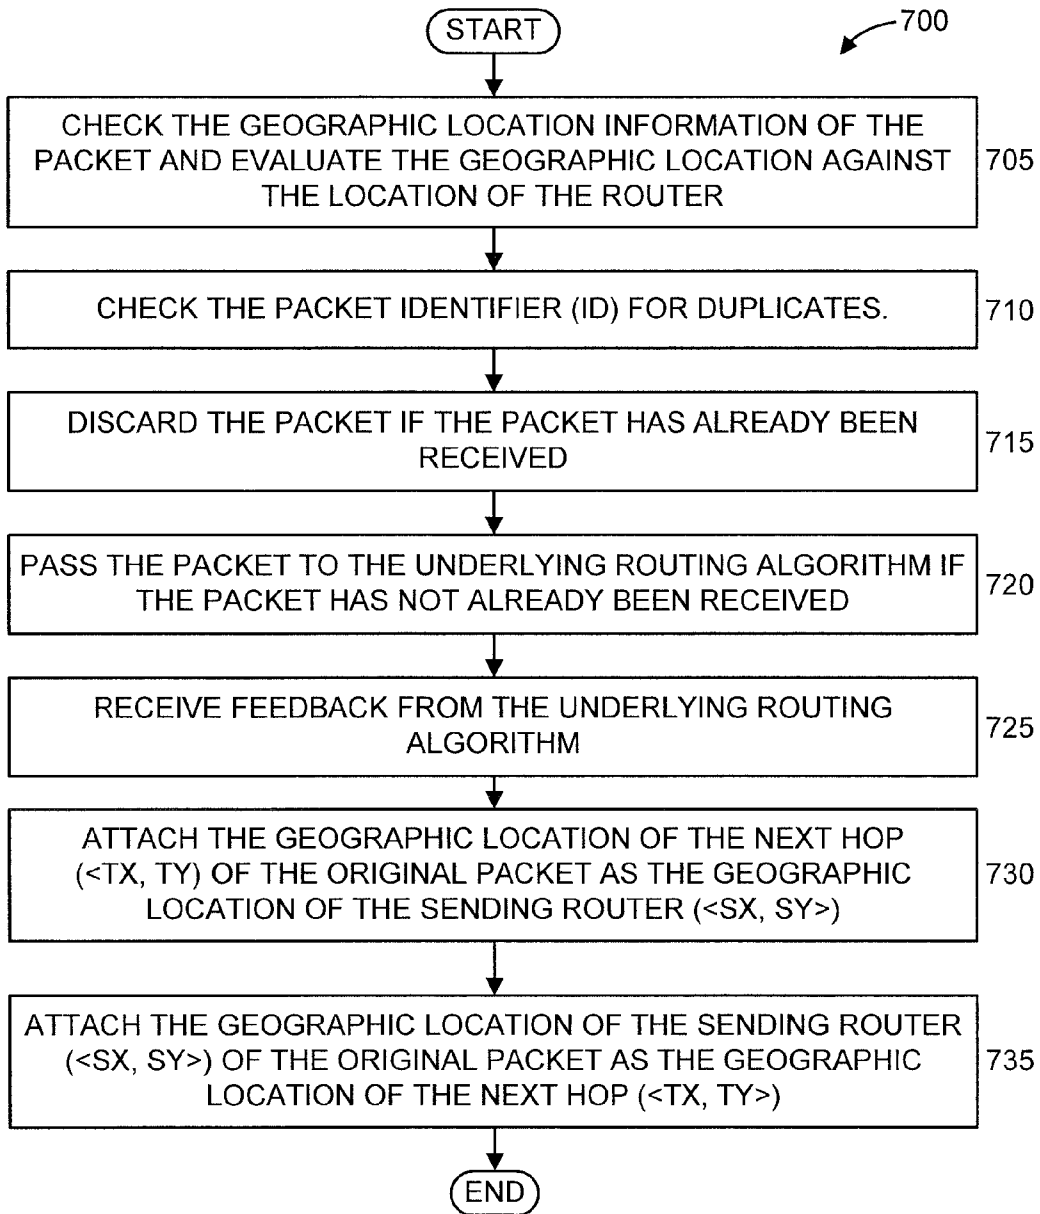 START
700
CHECK THE GEOGRAPHIC LOCATION INFORMATION OF THE
PACKET AND EVALUATE THE GEOGRAPHIC LOCATION AGAINST
THE LOCATION OF THE ROUTER
705
CHECK THE PACKET IDENTIFIER (ID) FOR DUPLICATES.
710
DISCARD THE PACKET IF THE PACKET HAS ALREADY BEEN
RECEIVED
715
PASS THE PACKET TO THE UNDERLYING ROUTING ALGORITHM IF
THE PACKET HAS NOT ALREADY BEEN RECEIVED
720
RECEIVE FEEDBACK FROM THE UNDERLYING ROUTING
ALGORITHM
725
ATTACH THE GEOGRAPHIC LOCATION OF THE NEXT HOP
(<TX, TY) OF THE ORIGINAL PACKET AS THE GEOGRAPHIC
LOCATION OF THE SENDING ROUTER (<SX, SY>)
730
ATTACH THE GEOGRAPHIC LOCATION OF THE SENDING ROUTER
(<SX, SY>) OF THE ORIGINAL PACKET AS THE GEOGRAPHIC
LOCATION OF THE NEXT HOP (<TX, TY>)
735
END